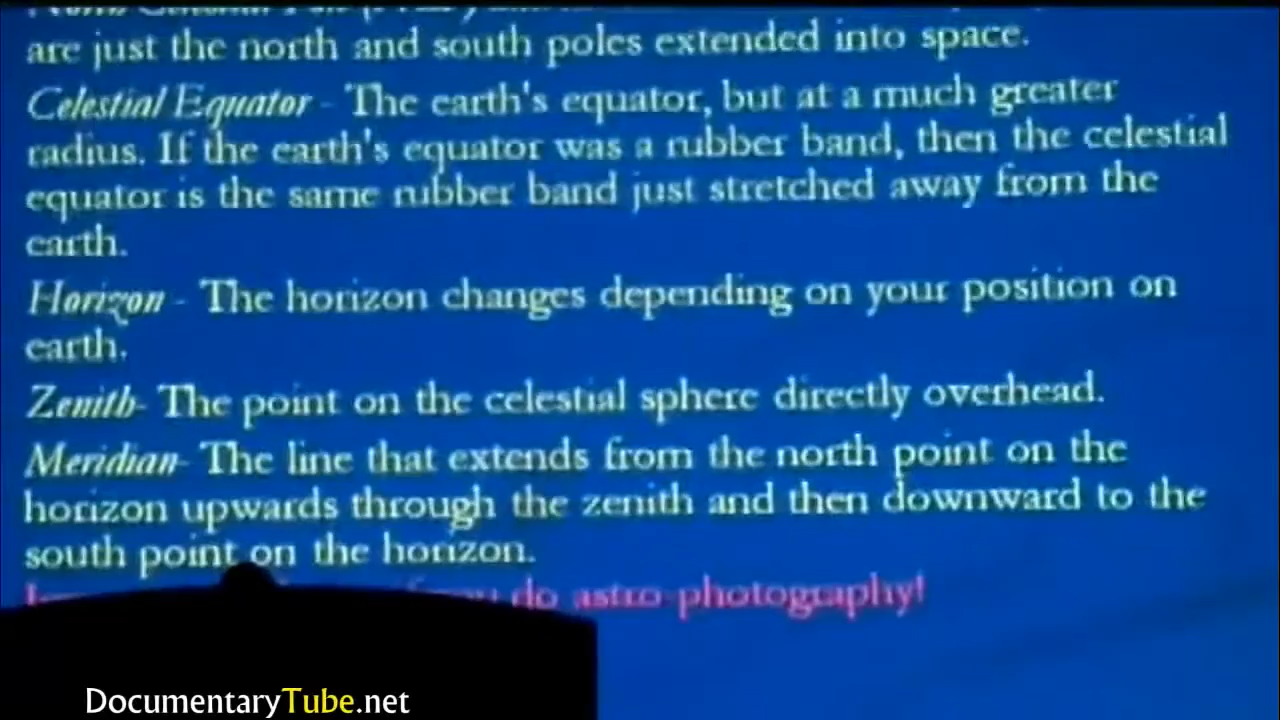 are just the north and south poles extended into space.
Celestial Equator - The earth's equator, but at a much greater
radius. If the earth's equator was a rubber band, then the celestial
equator is the same rubber band just stretched away from the
earth.
Horizon - The horizon changes depending on your position on
earth.
Zenith- The point on the celestial sphere directly overhead.
Meridian- The line that extends from the north point on the
horizon upwards through the zenith and then downward to the
south point on the horizon.
do astro-photography!
DocumentaryTube.net